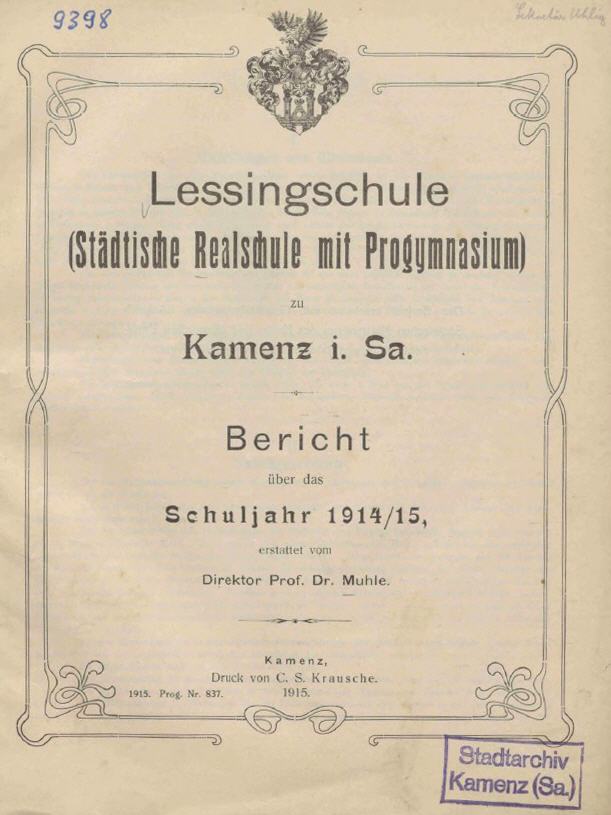 9398
Lessingschule
(Städtische Realschule mit Progymnasium)
zu
Kamenz i. Sa.
Bericht
über das
Schuljahr 1914/15,
erstattet vom
Direktor Prof. Dr. Muhle.
Kamenz,
Druck von C. S. Krausche.
1915. Prog. Nr. 837.
1915.
Stadtarchiv
Kamenz (Sa.)